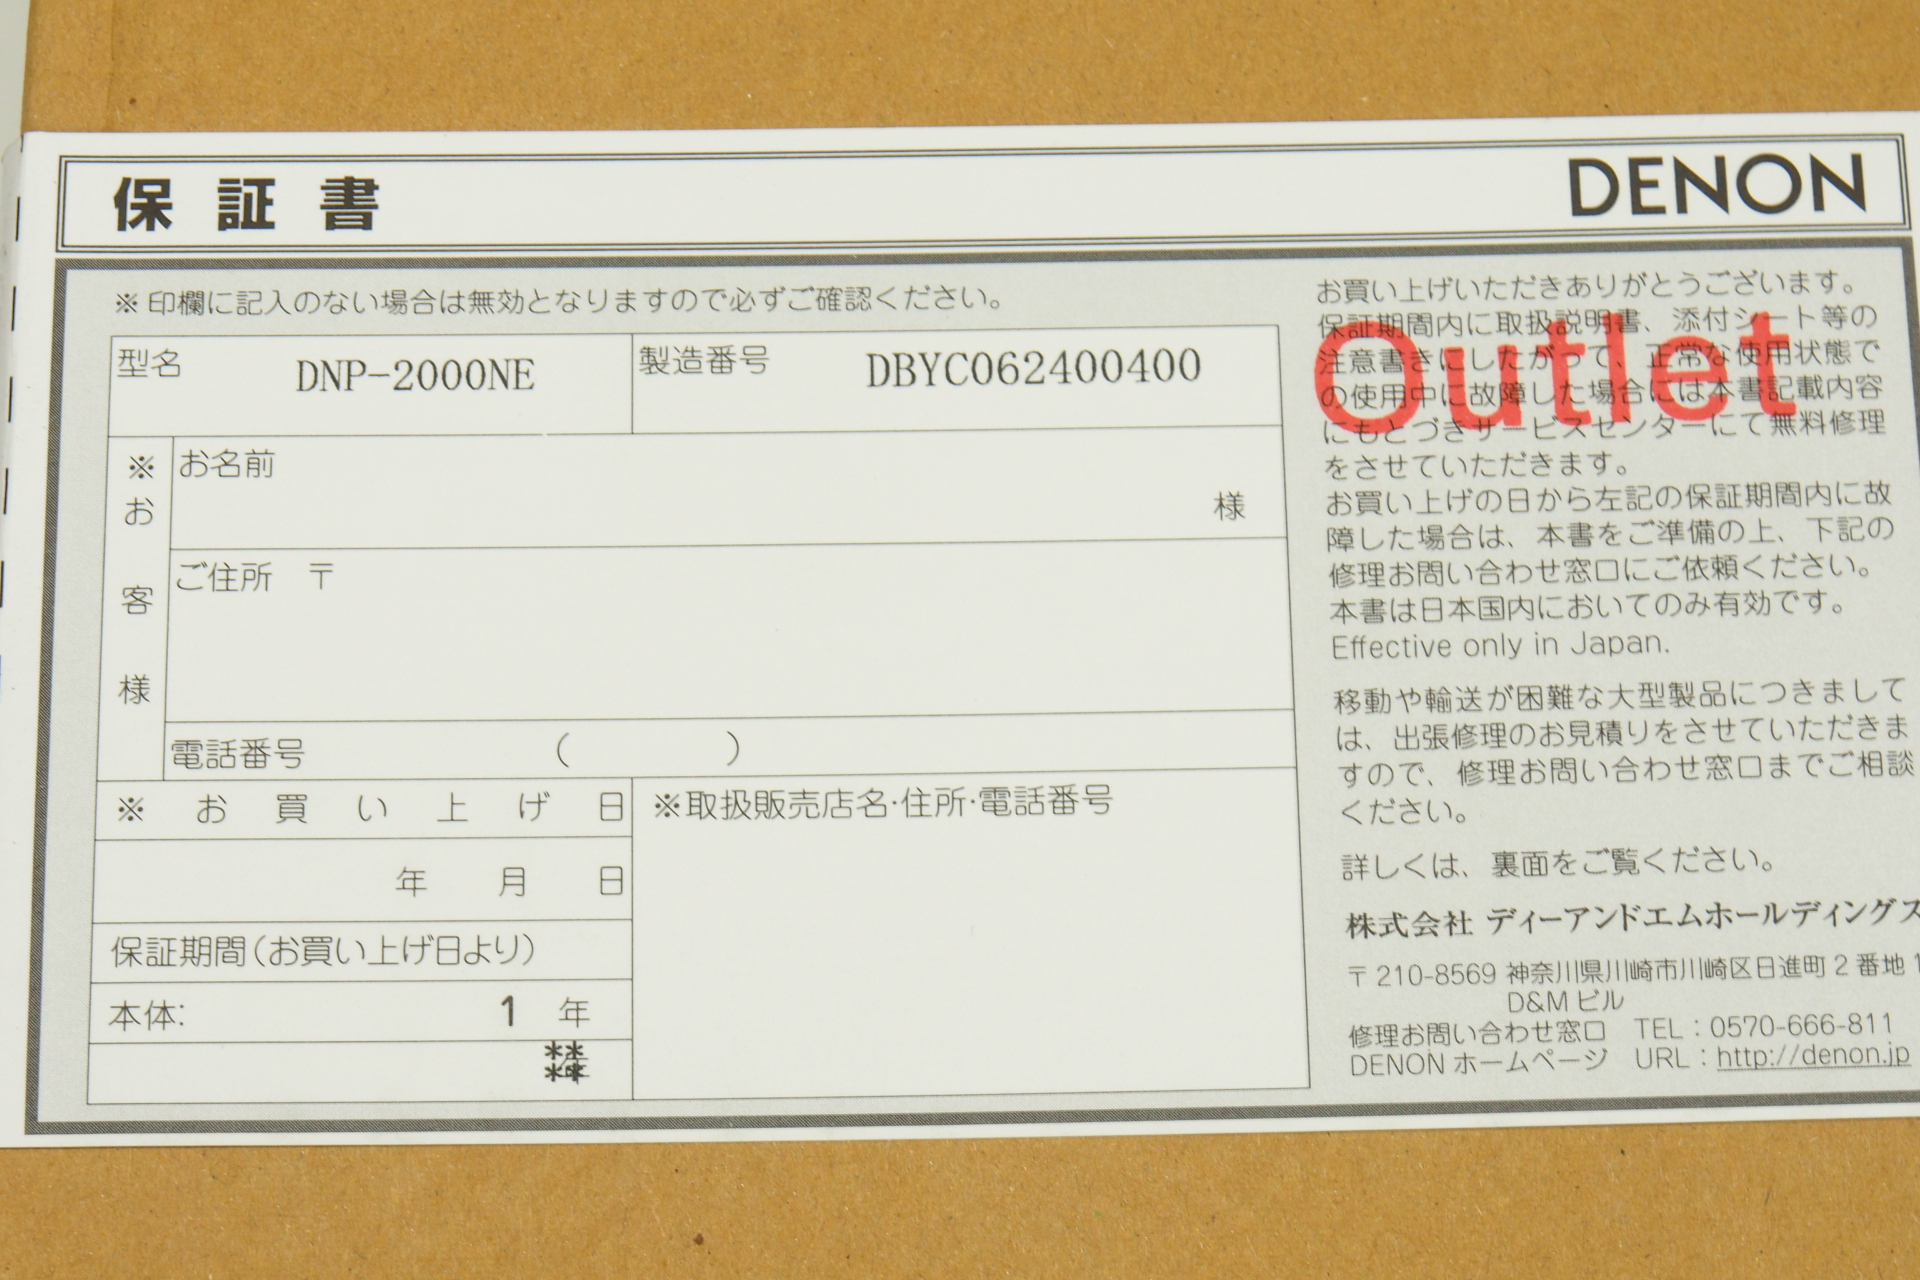 保証書
DENON
※印欄に記入のない場合は無効となりますので必ずご確認ください。
型名 DNP-2000NE
製造番号 DBYC062400400
※お客様
お名前
様
ご住所 〒
電話番号 ( )
※お買い上げ日
年 月 日
保証期間(お買い上げ日より)
本体: 1 年
****
年
※取扱販売店名・住所・電話番号
Outlet
お買い上げいただきありがとうございます。
保証期間内に取扱説明書、添付シート等の
注意書きにしたがって、正常な使用状態で
の使用中に故障した場合には本書記載内容
にもとづきサービスセンターにて無料修理
をさせていただきます。
お買い上げの日から左記の保証期間内に故
障した場合は、本書をご準備の上、下記の
修理お問い合わせ窓口にご依頼ください。
本書は日本国内においてのみ有効です。
Effective only in Japan.
移動や輸送が困難な大型製品につきまして
は、出張修理のお見積りをさせていただきま
すので、修理お問い合わせ窓口までご相談
ください。
詳しくは、裏面をご覧ください。
株式会社 ディーアンドエムホールディングス
〒210-8569 神奈川県川崎市川崎区日進町2番地1
D&Mビル
修理お問い合わせ窓口 TEL:0570-666-811
DENONホームページ URL:http://denon.jp